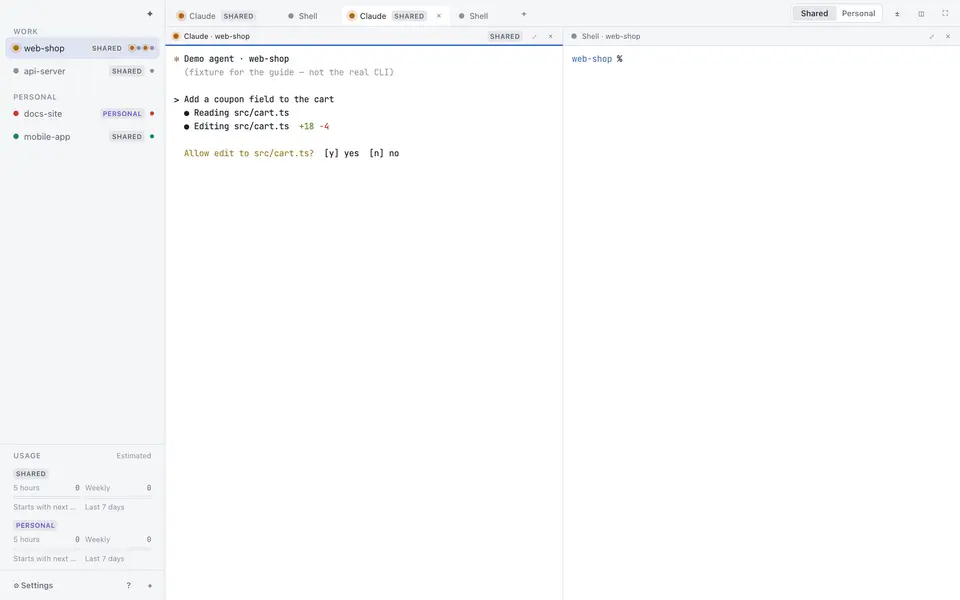 WORK
web-shop SHARED
api-server SHARED
PERSONAL
docs-site PERSONAL
mobile-app SHARED
USAGE Estimated
SHARED
5 hours 0 Weekly 0
Starts with next ... Last 7 days
PERSONAL
5 hours 0 Weekly 0
Starts with next ... Last 7 days
Settings ? +
Claude SHARED Shell Claude SHARED × Shell + Shared Personal ±
Claude · web-shop SHARED ×
✻ Demo agent · web-shop
(fixture for the guide — not the real CLI)
> Add a coupon field to the cart
● Reading src/cart.ts
● Editing src/cart.ts +18 -4
Allow edit to src/cart.ts? [y] yes [n] no
Shell · web-shop ×
web-shop %